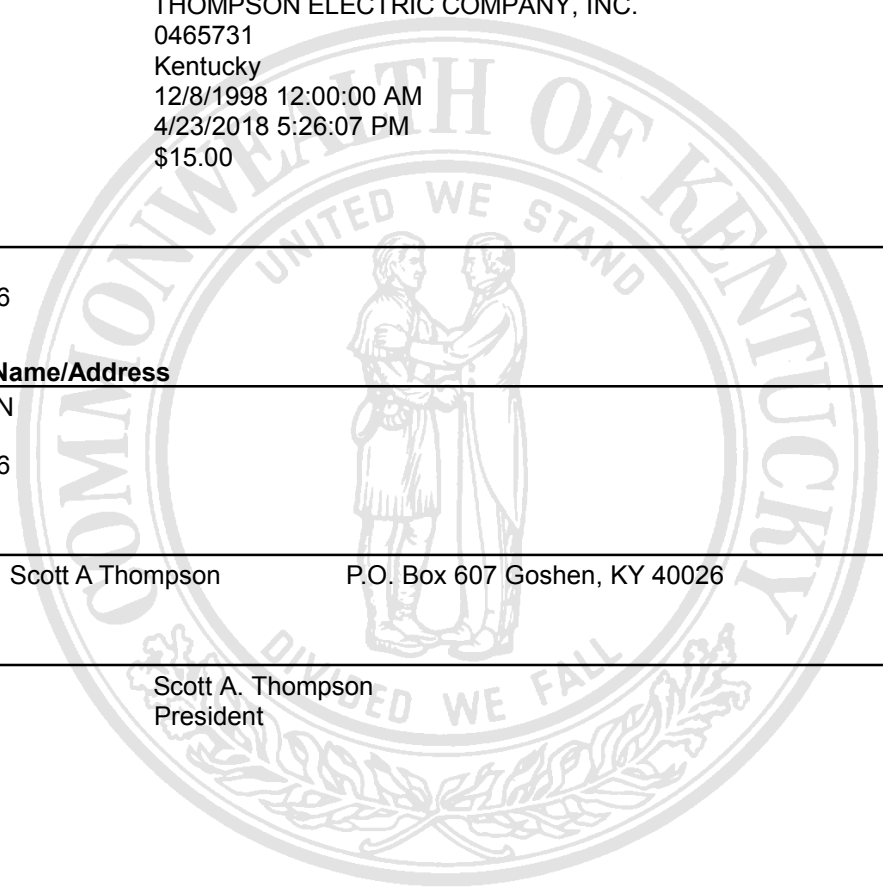 THOMPSON ELECTRIC COMPANY, INC.
0465731
Kentucky
12/8/1998 12:00:00 AM
4/23/2018 5:26:07 PM
$15.00
COMMONWEALTH OF KENTUCKY
UNITED WE STAND
6
Name/Address
N
6
Scott A Thompson P.O. Box 607 Goshen, KY 40026
DIVIDED WE FALL
Scott A. Thompson
President